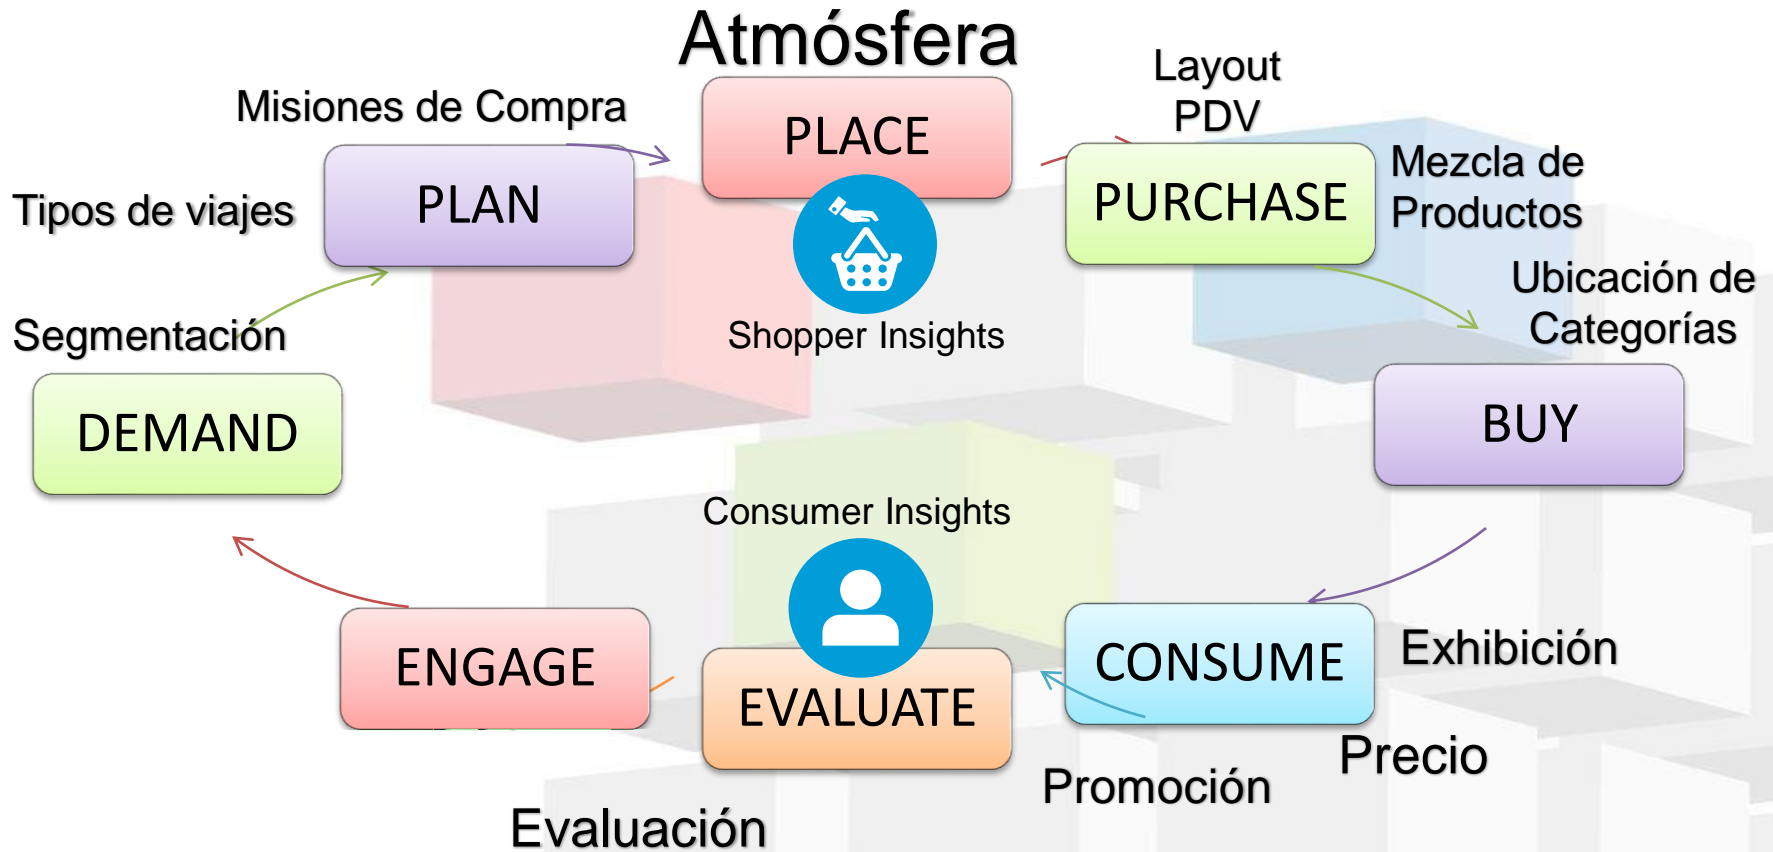 Atmósfera
Layout
PDV
Misiones de Compra
PLACE
Mezcla de
Productos
Tipos de viajes
PLAN
PURCHASE
Ubicación de
Categorías
Segmentación
Shopper Insights
DEMAND
BUY
Consumer Insights
ENGAGE
EVALUATE
CONSUME
Exhibición
Precio
Promoción
Evaluación